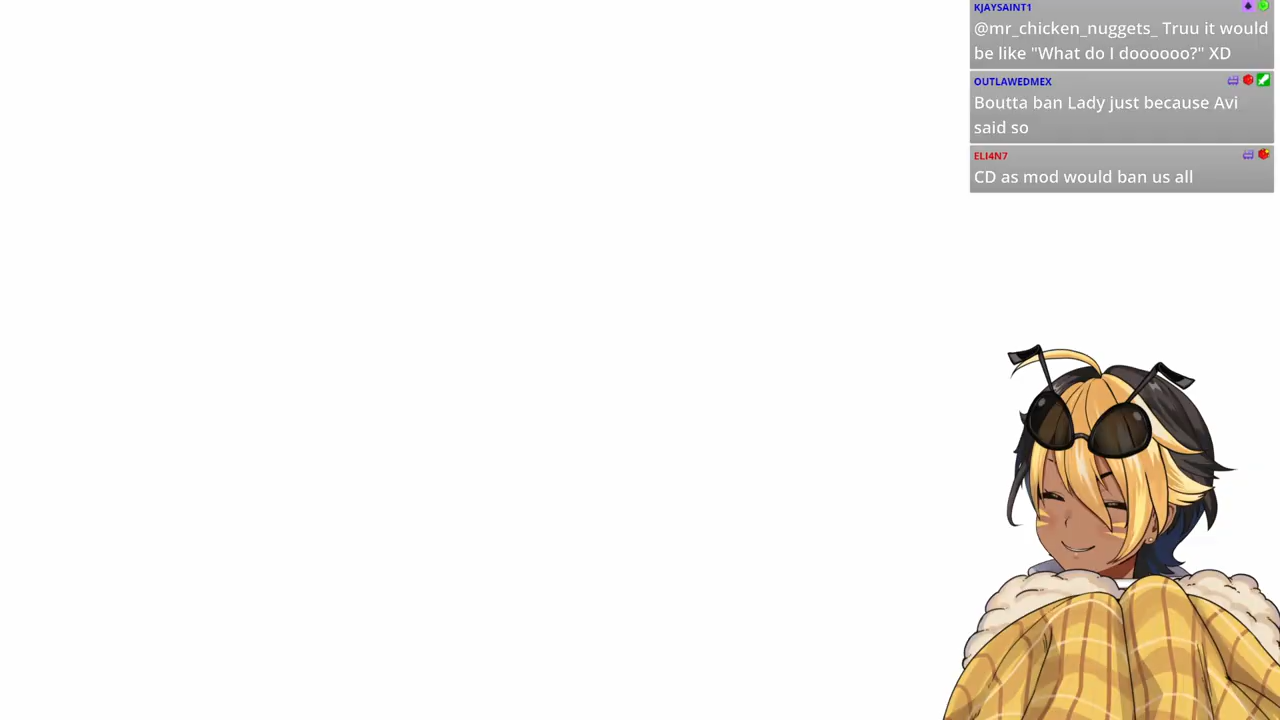 KJAYSAINT1
@mr_chicken_nuggets_ Truu it would
be like "What do I doooooo?" XD
OUTLAWEDMEX
Boutta ban Lady just because Avi
said so
ELI4N7
CD as mod would ban us all